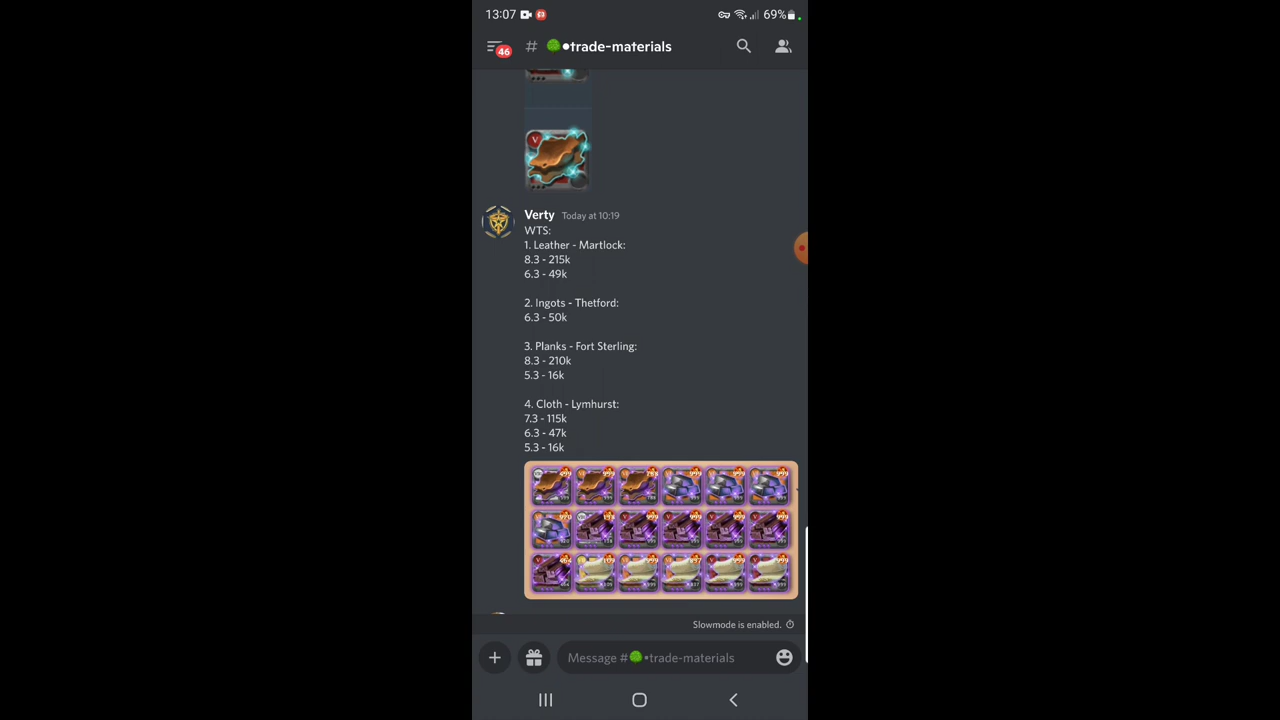 13:07
69%
46
# •trade-materials
V
Verty Today at 10:19
WTS:
1. Leather - Martlock:
8.3 - 215k
6.3 - 49k
2. Ingots - Thetford:
6.3 - 50k
3. Planks - Fort Sterling:
8.3 - 210k
5.3 - 16k
4. Cloth - Lymhurst:
7.3 - 115k
6.3 - 47k
5.3 - 16k
Slowmode is enabled.
Message # •trade-materials